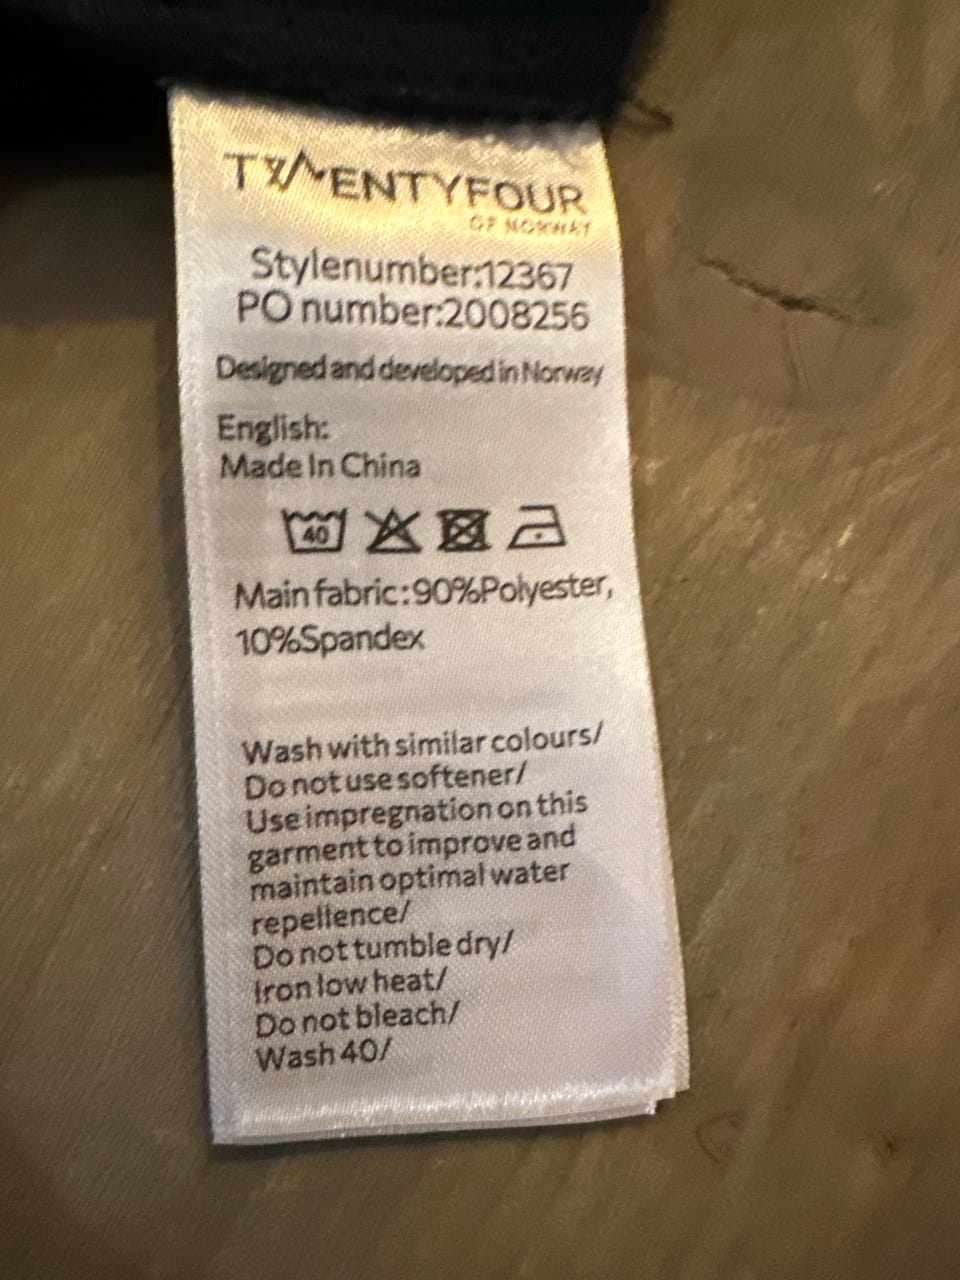 TWENTYFOUR
OF NORWAY
Stylenumber:12367
PO number:2008256
Designed and developed in Norway
English:
Made In China
40
Main fabric:90%Polyester,
10%Spandex
Wash with similar colours/
Do not use softener/
Use impregnation on this
garment to improve and
maintain optimal water
repellence/
Do not tumble dry/
Iron low heat/
Do not bleach/
Wash 40/